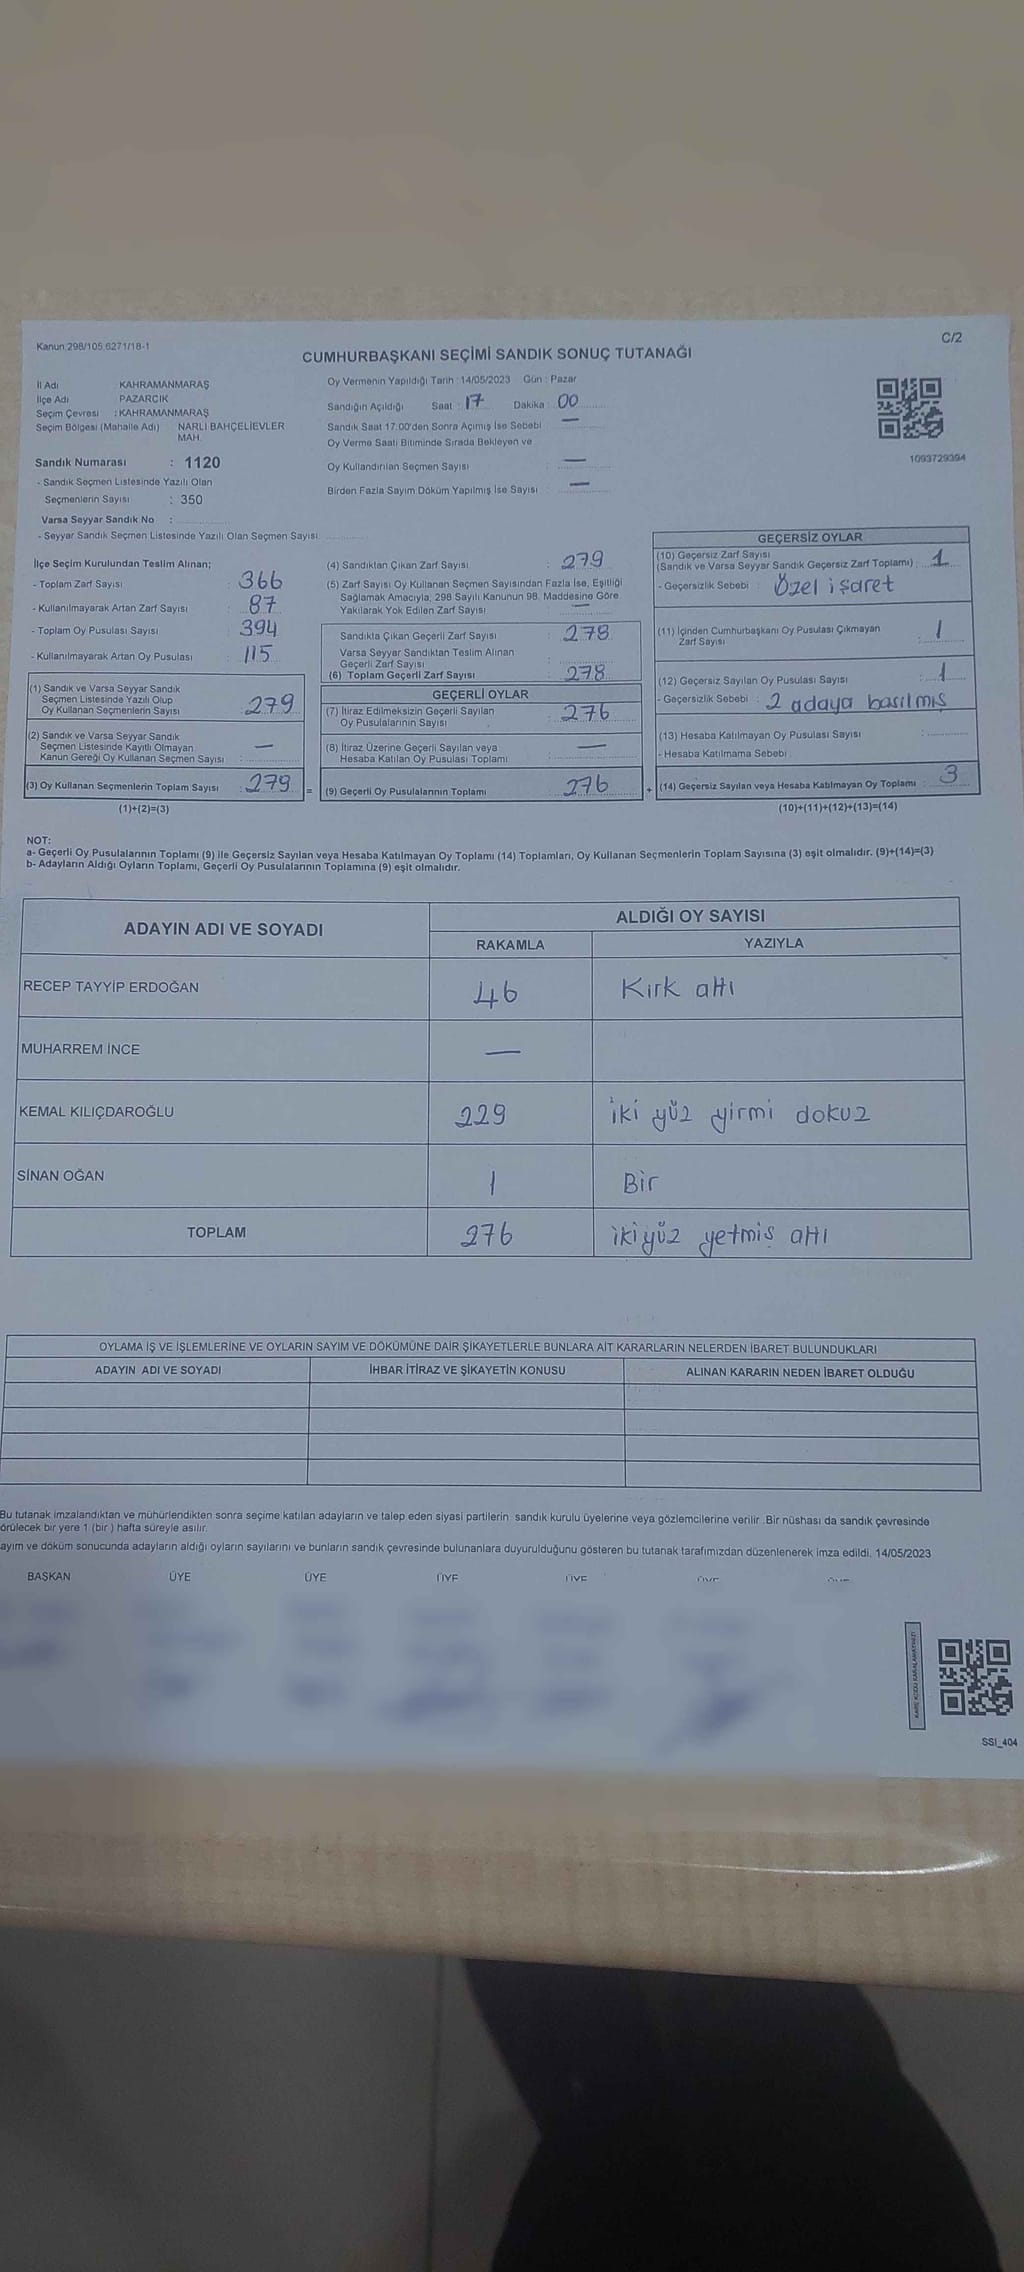 Kanun:298/105,6271/18-1
C/2
CUMHURBAŞKANI SEÇİMİ SANDIK SONUÇ TUTANAĞI
İl Adı KAHRAMANMARAŞ
İlçe Adı PAZARCIK
Seçim Çevresi : KAHRAMANMARAŞ
Seçim Bölgesi (Mahalle Adı) NARLI BAHÇELİEVLER
MAH.
Sandık Numarası : 1120
- Sandık Seçmen Listesinde Yazılı Olan
Seçmenlerin Sayısı : 350
Varsa Seyyar Sandık No :
- Seyyar Sandık Seçmen Listesinde Yazılı Olan Seçmen Sayısı
Oy Vermenin Yapıldığı Tarih : 14/05/2023 Gün : Pazar
Sandığın Açıldığı Saat : 17 Dakika : 00
Sandık Saat 17.00'den Sonra Açımış İse Sebebi : —
Oy Verme Saati Bitiminde Sırada Bekleyen ve
Oy Kullandırılan Seçmen Sayısı : —
Birden Fazla Sayım Döküm Yapılmış İse Sayısı : —
1093729394
İlçe Seçim Kurulundan Teslim Alınan;
- Toplam Zarf Sayısı : 366
- Kullanılmayarak Artan Zarf Sayısı : 87
- Toplam Oy Pusulası Sayısı : 394
- Kullanılmayarak Artan Oy Pusulası : 115
(1) Sandık ve Varsa Seyyar Sandık
Seçmen Listesinde Yazılı Olup
Oy Kullanan Seçmenlerin Sayısı : 279
(2) Sandık ve Varsa Seyyar Sandık
Seçmen Listesinde Kayıtlı Olmayan
Kanun Gereği Oy Kullanan Seçmen Sayısı : —
(3) Oy Kullanan Seçmenlerin Toplam Sayısı : 279 =
(1)+(2)=(3)
(4) Sandıktan Çıkan Zarf Sayısı : 279
(5) Zarf Sayısı Oy Kullanan Seçmen Sayısından Fazla İse, Eşitliği
Sağlamak Amacıyla, 298 Sayılı Kanunun 98. Maddesine Göre
Yakılarak Yok Edilen Zarf Sayısı : —
Sandıkta Çıkan Geçerli Zarf Sayısı : 278
Varsa Seyyar Sandıktan Teslim Alınan
Geçerli Zarf Sayısı :
(6) Toplam Geçerli Zarf Sayısı : 278
GEÇERLİ OYLAR
(7) İtiraz Edilmeksizin Geçerli Sayılan
Oy Pusulalarının Sayısı : 276
(8) İtiraz Üzerine Geçerli Sayılan veya
Hesaba Katılan Oy Pusulası Toplamı : —
(9) Geçerli Oy Pusulalarının Toplamı : 276 +
GEÇERSİZ OYLAR
(10) Geçersiz Zarf Sayısı
(Sandık ve Varsa Seyyar Sandık Geçersiz Zarf Toplamı) : 1
- Geçersizlik Sebebi : Özel işaret
(11) İçinden Cumhurbaşkanı Oy Pusulası Çıkmayan
Zarf Sayısı : 1
(12) Geçersiz Sayılan Oy Pusulası Sayısı : 1
- Geçersizlik Sebebi : 2 adaya basılmış
(13) Hesaba Katılmayan Oy Pusulası Sayısı :
- Hesaba Katılmama Sebebi :
(14) Geçersiz Sayılan veya Hesaba Katılmayan Oy Toplamı : 3
(10)+(11)+(12)+(13)=(14)
NOT:
a- Geçerli Oy Pusulalarının Toplamı (9) ile Geçersiz Sayılan veya Hesaba Katılmayan Oy Toplamı (14) Toplamları, Oy Kullanan Seçmenlerin Toplam Sayısına (3) eşit olmalıdır. (9)+(14)=(3)
b- Adayların Aldığı Oyların Toplamı, Geçerli Oy Pusulalarının Toplamına (9) eşit olmalıdır.
ADAYIN ADI VE SOYADI
ALDIĞI OY SAYISI
RAKAMLA YAZIYLA
RECEP TAYYİP ERDOĞAN 46 Kırk altı
MUHARREM İNCE —
KEMAL KILIÇDAROĞLU 229 iki yüz yirmi dokuz
SİNAN OĞAN 1 Bir
TOPLAM 276 ikiyüz yetmiş altı
OYLAMA İŞ VE İŞLEMLERİNE VE OYLARIN SAYIM VE DÖKÜMÜNE DAİR ŞİKAYETLERLE BUNLARA AİT KARARLARIN NELERDEN İBARET BULUNDUKLARI
ADAYIN ADI VE SOYADI İHBAR İTİRAZ VE ŞİKAYETİN KONUSU ALINAN KARARIN NEDEN İBARET OLDUĞU
Bu tutanak imzalandıktan ve mühürlendikten sonra seçime katılan adayların ve talep eden siyasi partilerin sandık kurulu üyelerine veya gözlemcilerine verilir. Bir nüshası da sandık çevresinde
örülecek bir yere 1 (bir ) hafta süreyle asılır.
ayım ve döküm sonucunda adayların aldığı oyların sayılarını ve bunların sandık çevresinde bulunanlara duyurulduğunu gösteren bu tutanak tarafımızdan düzenlenerek imza edildi. 14/05/2023
BAŞKAN ÜYE ÜYE ÜYE ÜYE ÜYE
KARE KODU KARALAMAYINIZ!
SSI_404